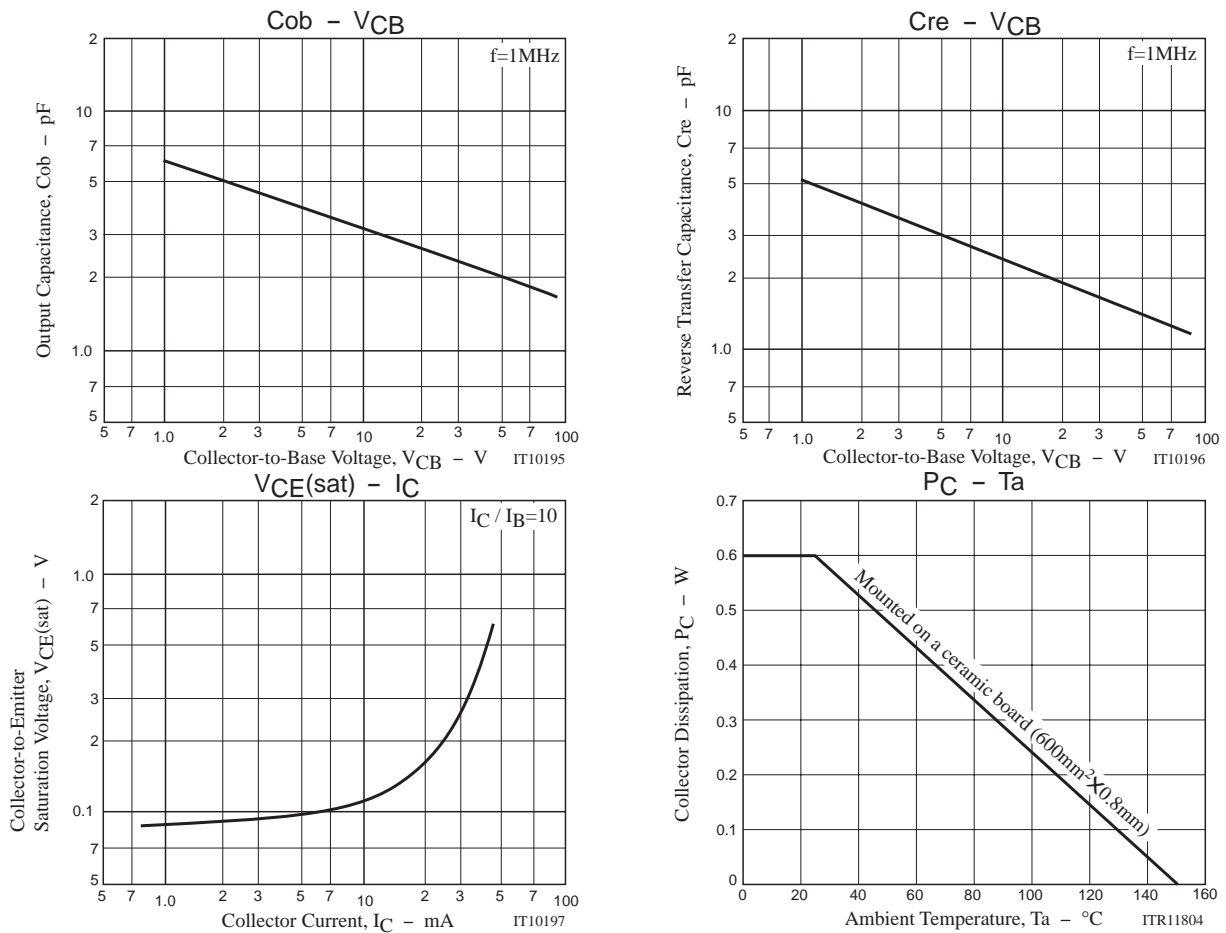 Cob – VCB
2
f=1MHz
10
7
5
3
2
1.0
7
5
Output Capacitance, Cob – pF
5 7 1.0 2 3 5 7 10 2 3 5 7 100
Collector-to-Base Voltage, VCB – V IT10195
Cre – VCB
2
f=1MHz
10
7
5
3
2
1.0
7
5
Reverse Transfer Capacitance, Cre – pF
5 7 1.0 2 3 5 7 10 2 3 5 7 100
Collector-to-Base Voltage, VCB – V IT10196
VCE(sat) – IC
2
IC / IB=10
1.0
7
5
3
2
0.1
7
5
Collector-to-Emitter
Saturation Voltage, VCE(sat) – V
5 7 1.0 2 3 5 7 10 2 3 5 7 100
Collector Current, IC – mA IT10197
PC – Ta
0.7
0.6
0.5
0.4
0.3
0.2
0.1
0
Collector Dissipation, PC – W
Mounted on a ceramic board (600mm²✕0.8mm)
0 20 40 60 80 100 120 140 160
Ambient Temperature, Ta – °C ITR11804